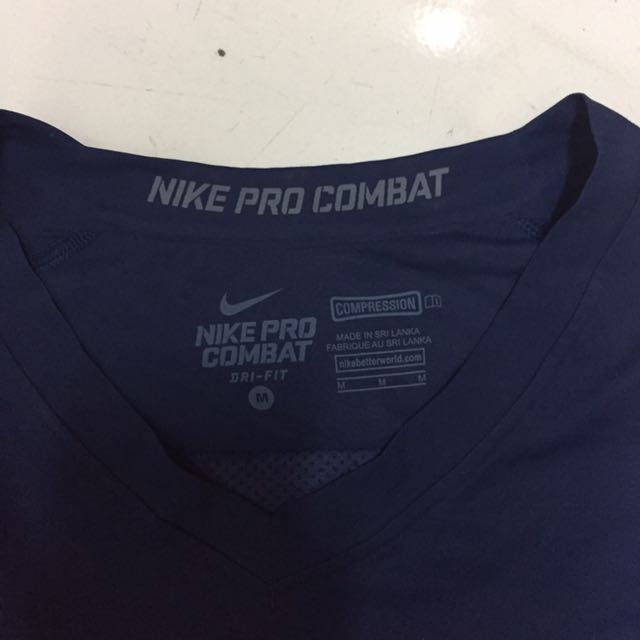 NIKE PRO COMBAT
NIKE PRO
COMBAT
DRI-FIT
M
COMPRESSION
MADE IN SRI LANKA
FABRIQUE AU SRI LANKA
nikebetterworld.com
M M M